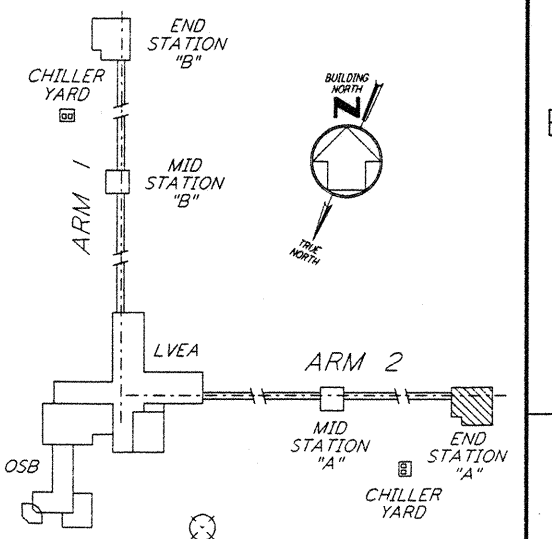 END
STATION
"B"
CHILLER
YARD
BUILDING
NORTH
N
MID
STATION
"B"
ARM 1
TRUE
NORTH
LVEA
ARM 2
MID
STATION
"A"
END
STATION
"A"
OSB
CHILLER
YARD